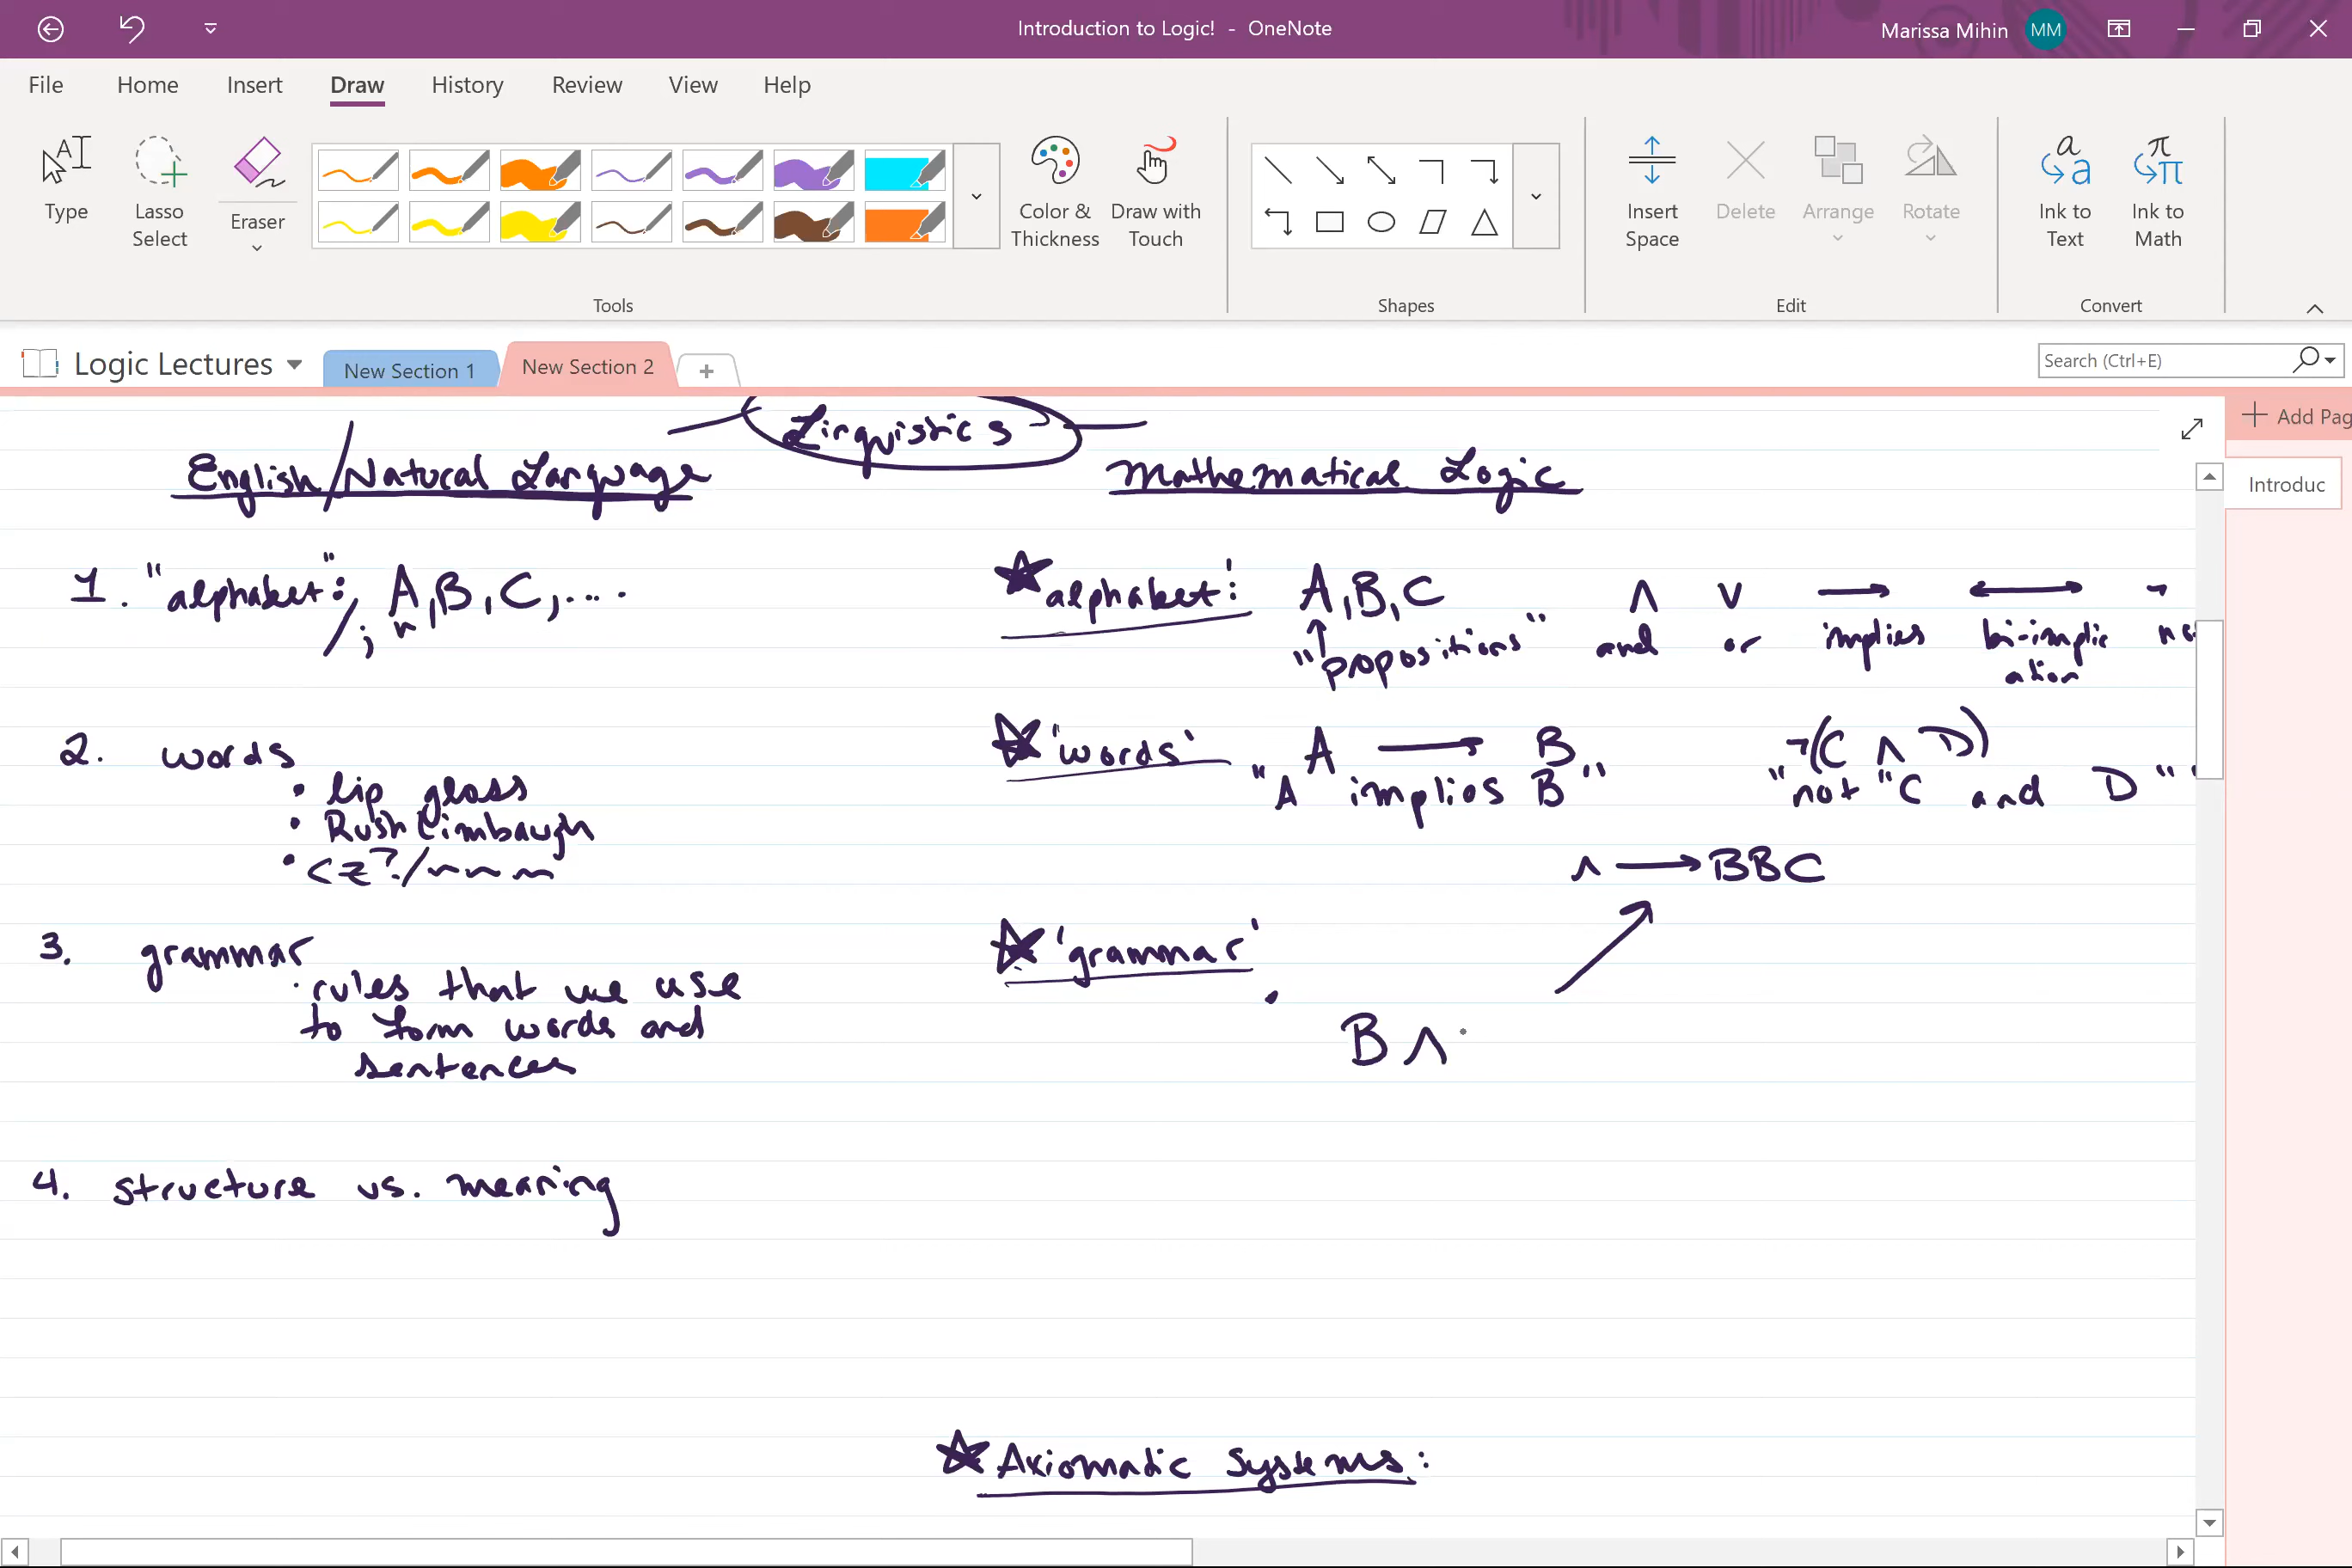 Introduction to Logic! - OneNote
Marissa Mihin MM
File Home Insert Draw History Review View Help
Type
Lasso Select
Eraser
Color & Thickness
Draw with Touch
Tools
Shapes
Insert Space
Delete
Arrange
Rotate
Edit
a a
Ink to Text
π π
Ink to Math
Convert
Logic Lectures
New Section 1
New Section 2
+
Search (Ctrl+E)
Add Pag
Introduc
Linguistics
English/Natural Language
Mathematical Logic
1. "alphabet": A, B, C, ....
★ alphabet: A, B, C ∧ ∨ → ↔ ¬
"propositions" and or implies bi-implic
ation
2. words
• lip gloss
• Rush Limbaugh
★ 'words' A → B ¬(C ∧ D)
"A implies B" "not "C and D""
∧ → BBC
3. grammar
• rules that we use
to form words and
sentences
★ 'grammar'
• B ∧
4. structure vs. meaning
★ Axiomatic Systems: